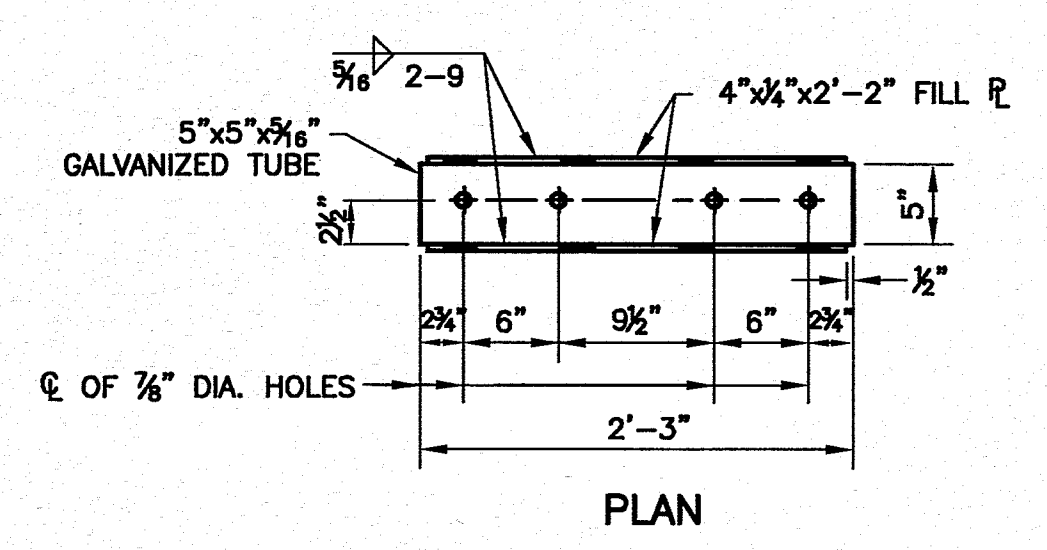 5/16 2-9
4"x1/4"x2'-2" FILL ℄
5"x5"x5/16"
GALVANIZED TUBE
2 1/2"
5"
1/2"
2 3/4" 6" 9 1/2" 6" 2 3/4"
℄ OF 7/8" DIA. HOLES
2'-3"
PLAN